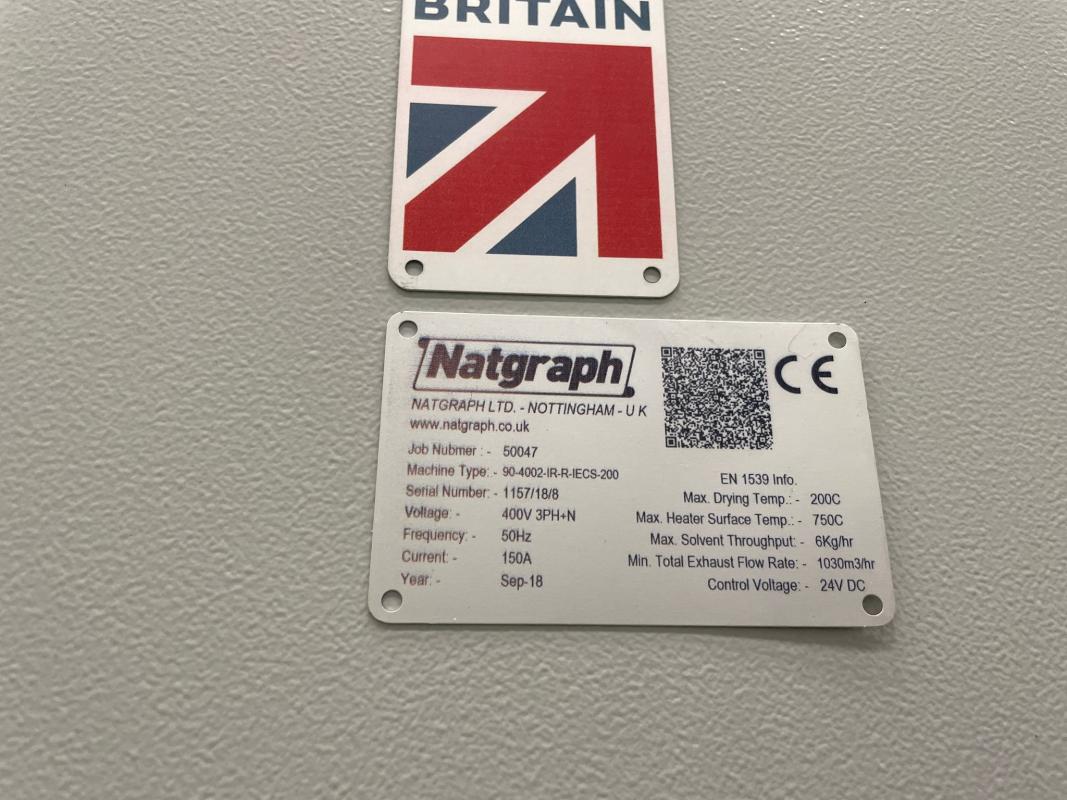 BRITAIN
Natgraph
NATGRAPH LTD. - NOTTINGHAM - U K
www.natgraph.co.uk
Job Nubmer : - 50047
Machine Type: - 90-4002-IR-R-IECS-200
Serial Number: - 1157/18/8
Voltage: - 400V 3PH+N
Frequency: - 50Hz
Current: - 150A
Year: - Sep-18
CE
EN 1539 Info.
Max. Drying Temp.: - 200C
Max. Heater Surface Temp.: - 750C
Max. Solvent Throughput: - 6Kg/hr
Min. Total Exhaust Flow Rate: - 1030m3/hr
Control Voltage: - 24V DC